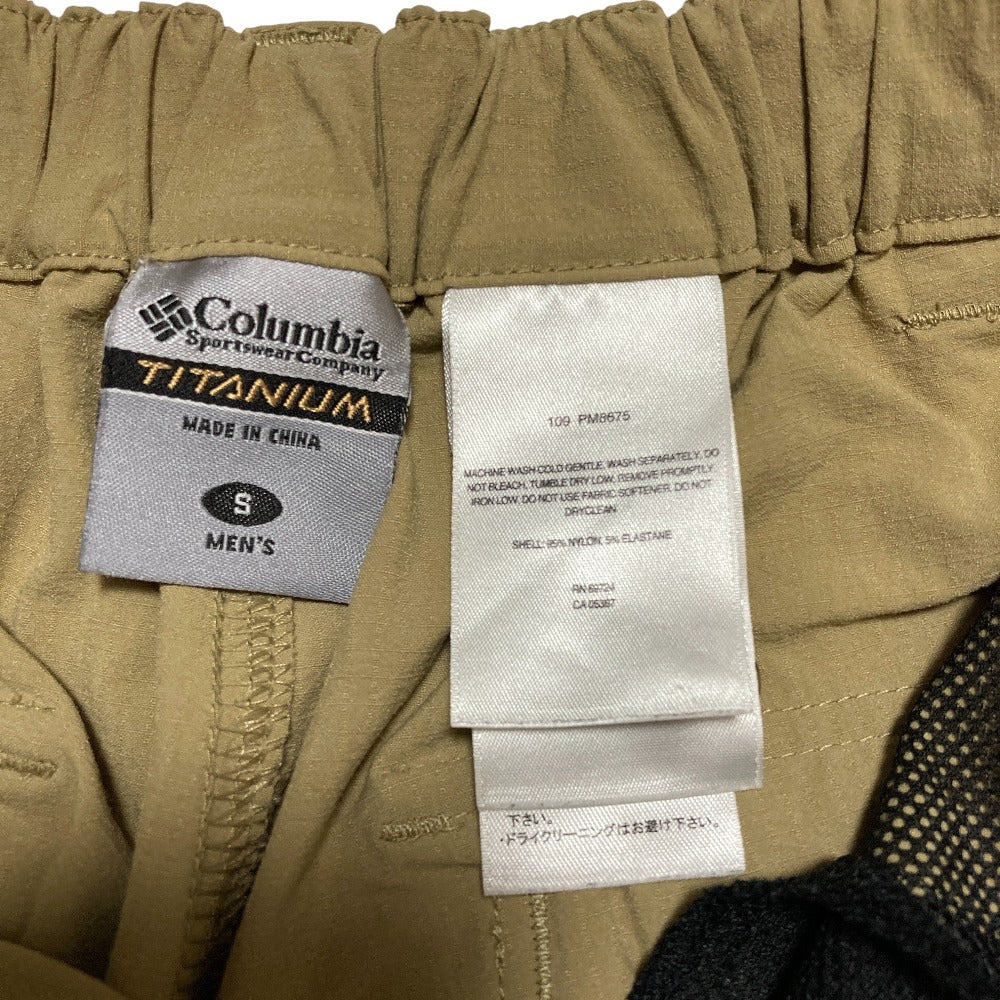 Columbia
Sportswear Company
TITANIUM
MADE IN CHINA
S
MEN'S
109 PM8675
MACHINE WASH COLD GENTLE. WASH SEPARATELY. DO
NOT BLEACH. TUMBLE DRY LOW. REMOVE PROMPTLY.
IRON LOW. DO NOT USE FABRIC SOFTENER. DO NOT
DRYCLEAN
SHELL: 95% NYLON, 5% ELASTANE
RN 69724
CA 05367
下さい。
・ドライクリーニングはお避け下さい。